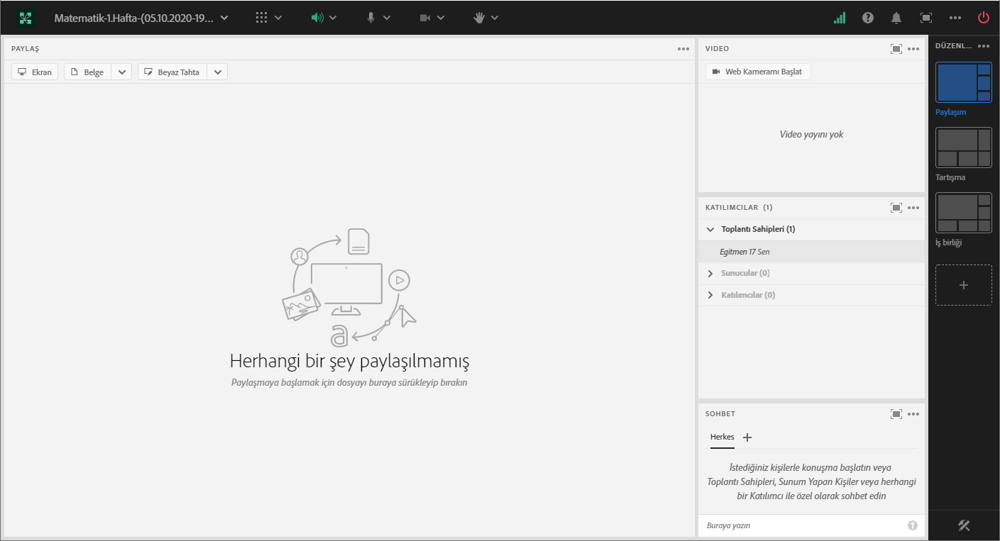 Matematik-1.Hafta-(05.10.2020-19...
PAYLAŞ
Ekran
Belge
Beyaz Tahta
Herhangi bir şey paylaşılmamış
Paylaşmaya başlamak için dosyayı buraya sürükleyip bırakın
VIDEO
Web Kameramı Başlat
Video yayını yok
KATILIMCILAR (1)
Toplantı Sahipleri (1)
Egitmen 17 Sen
Sunucular (0)
Katılımcılar (0)
SOHBET
Herkes
İstediğiniz kişilerle konuşma başlatın veya
Toplantı Sahipleri, Sunum Yapan Kişiler veya herhangi
bir Katılımcı ile özel olarak sohbet edin
Buraya yazın
DÜZENL...
Paylaşım
Tartışma
İş birliği